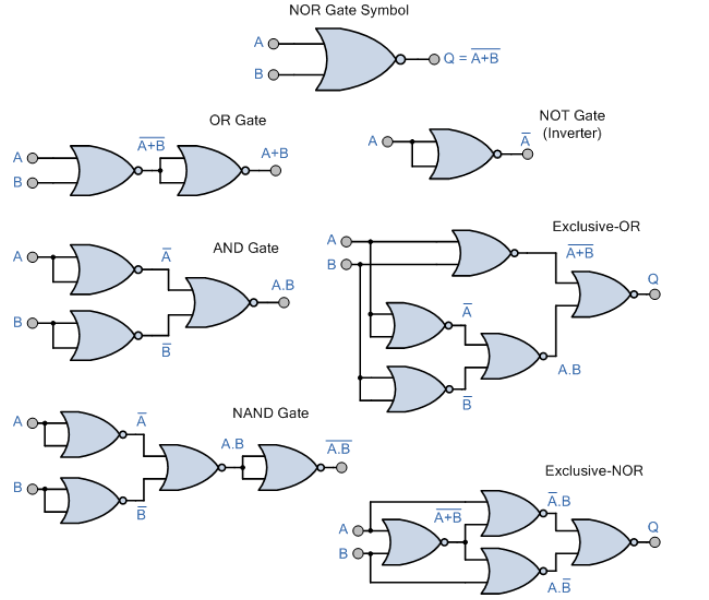 NOR Gate Symbol
A
Q = A̅+̅B̅
B
OR Gate
A
B
A̅+̅B̅
A+B
NOT Gate
(Inverter)
A
A̅
AND Gate
A
A̅
A.B
B
B̅
Exclusive-OR
A
B
A̅+̅B̅
Q
A̅
A.B
B̅
NAND Gate
A
A̅
A.B
A̅.̅B̅
B
B̅
Exclusive-NOR
A
B
A̅+̅B̅
A̅.B
Q
A.B̅